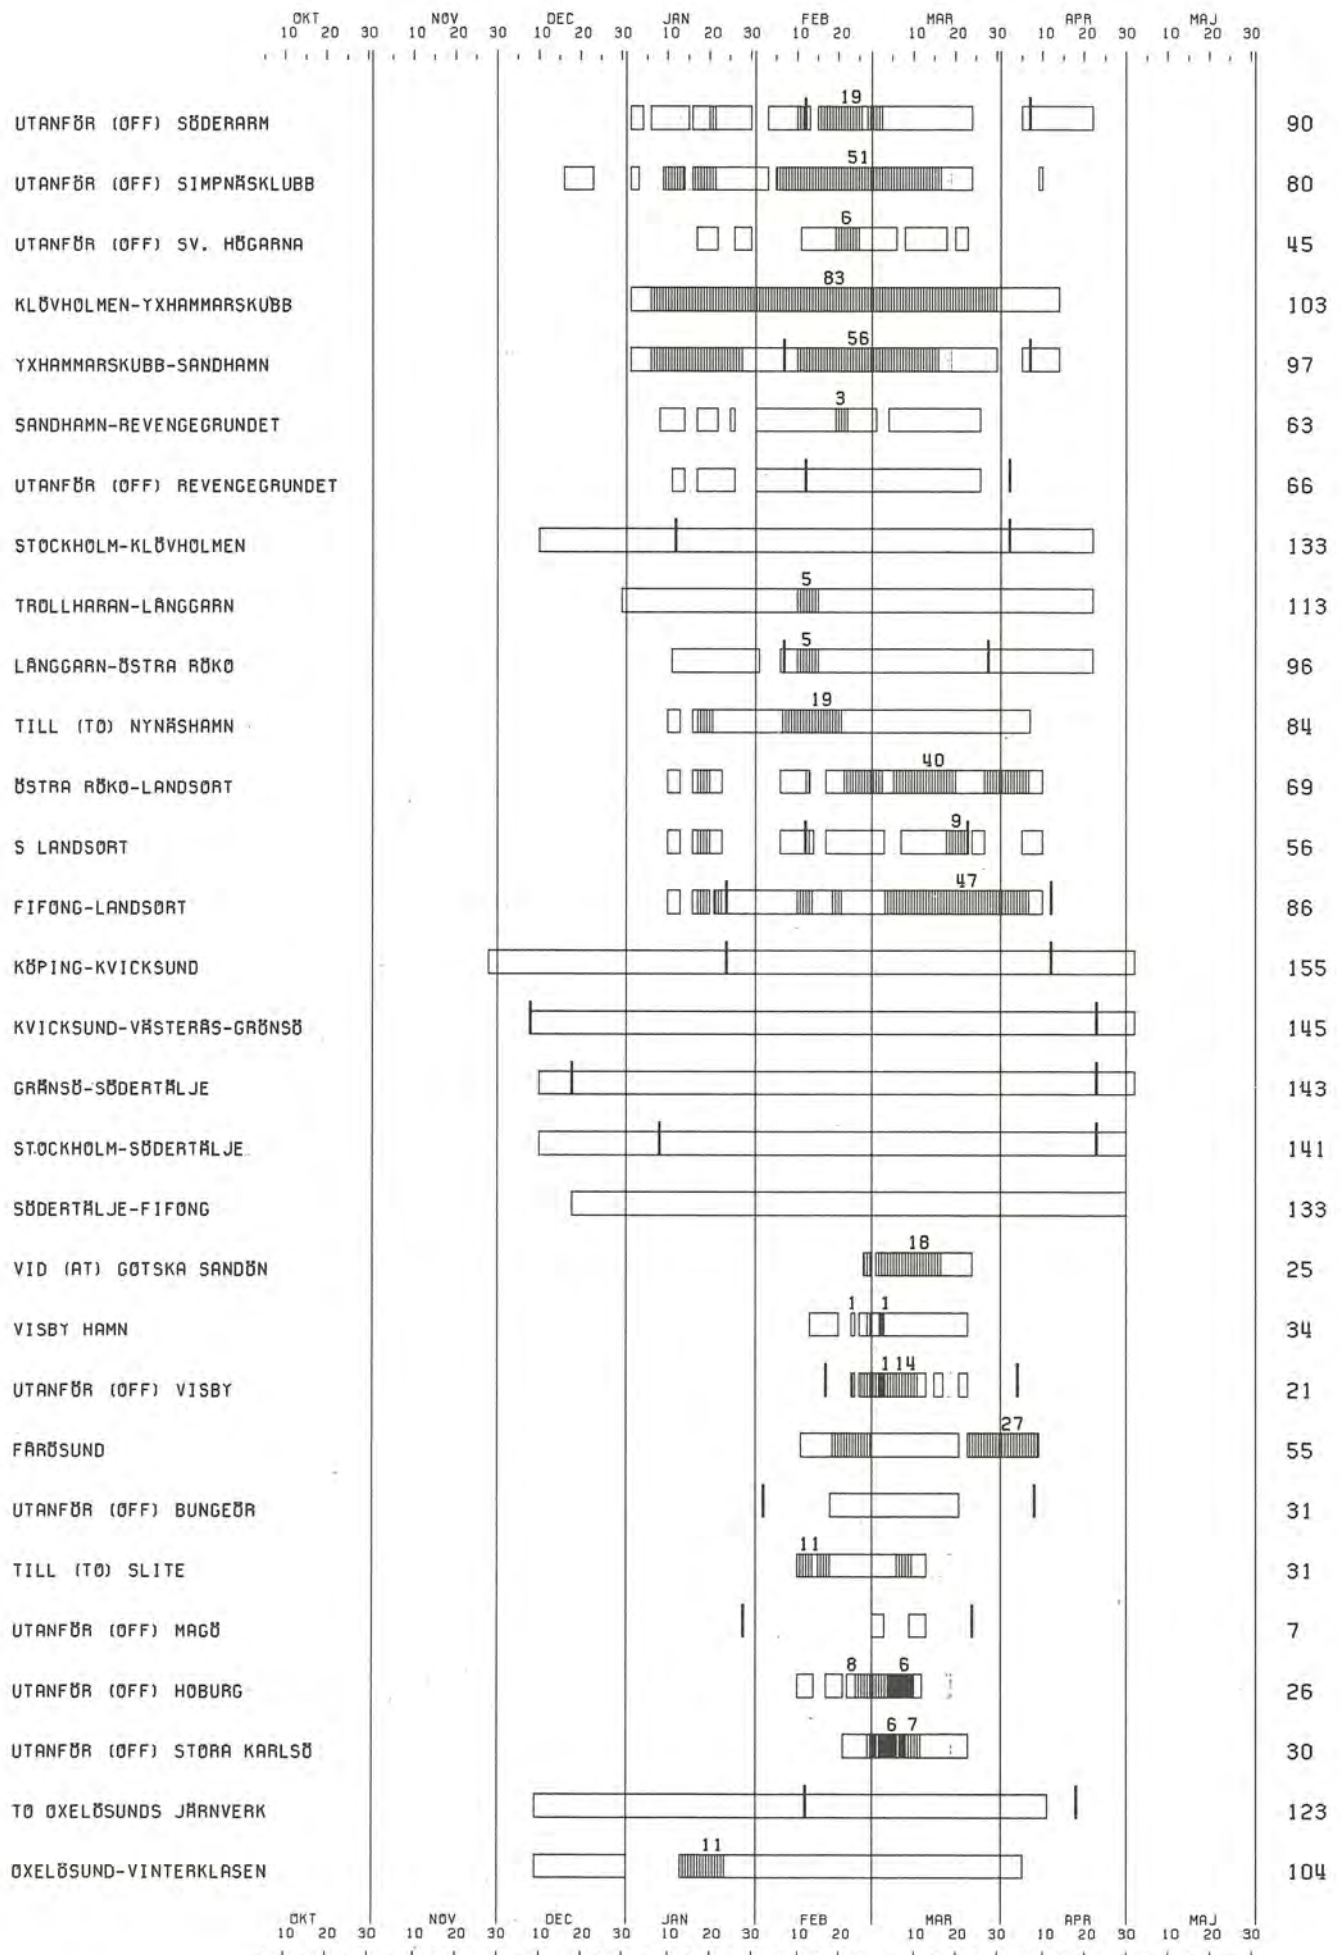 OKT NOV DEC JAN FEB MAR APR MAJ
10 20 30 10 20 30 10 20 30 10 20 30 10 20 10 20 30 10 20 30 10 20 30
19
UTANFÖR (OFF) SÖDERARM 90
51
UTANFÖR (OFF) SIMPNÄSKLUBB 80
6
UTANFÖR (OFF) SV. HÖGARNA 45
83
KLÖVHOLMEN-YXHAMMARSKUBB 103
56
YXHAMMARSKUBB-SANDHAMN 97
3
SANDHAMN-REVENGEGRUNDET 63
UTANFÖR (OFF) REVENGEGRUNDET 66
STOCKHOLM-KLÖVHOLMEN 133
5
TROLLHARAN-LÅNGGARN 113
5
LÅNGGARN-ÖSTRA RÖKO 96
19
TILL (TO) NYNÄSHAMN 84
40
ÖSTRA RÖKO-LANDSORT 69
9
S LANDSORT 56
47
FIFONG-LANDSORT 86
KÖPING-KVICKSUND 155
KVICKSUND-VÄSTERÅS-GRÖNSÖ 145
GRÄNSÖ-SÖDERTÄLJE 143
STOCKHOLM-SÖDERTÄLJE 141
SÖDERTÄLJE-FIFONG 133
18
VID (AT) GOTSKA SANDÖN 25
1 1
VISBY HAMN 34
1 14
UTANFÖR (OFF) VISBY 21
27
FÅRÖSUND 55
UTANFÖR (OFF) BUNGEÖR 31
11
TILL (TO) SLITE 31
UTANFÖR (OFF) MAGÖ 7
8 6
UTANFÖR (OFF) HOBURG 26
6 7
UTANFÖR (OFF) STORA KARLSÖ 30
TO OXELÖSUNDS JÄRNVERK 123
11
OXELÖSUND-VINTERKLASEN 104
OKT NOV DEC JAN FEB MAR APR MAJ
10 20 30 10 20 30 10 20 30 10 20 30 10 20 10 20 30 10 20 30 10 20 30